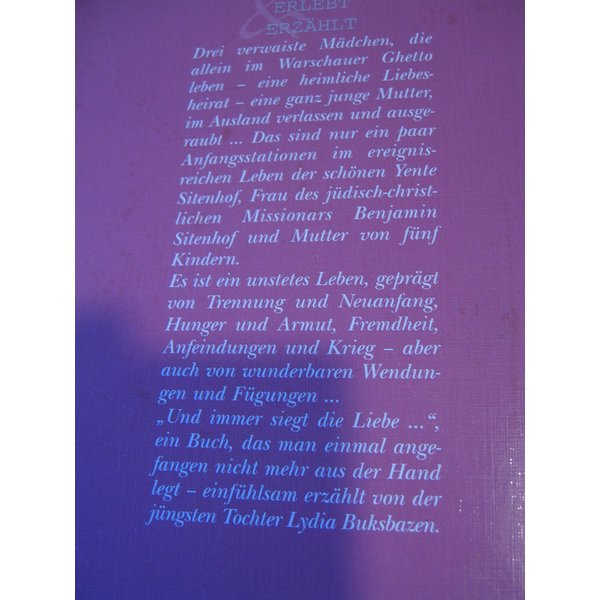 & ERLEBT
ERZÄHLT
Drei verwaiste Mädchen, die
allein im Warschauer Ghetto
leben – eine heimliche Liebes-
heirat – eine ganz junge Mutter,
im Ausland verlassen und ausge-
raubt ... Das sind nur ein paar
Anfangsstationen im ereignis-
reichen Leben der schönen Yente
Sitenhof, Frau des jüdisch-christ-
lichen Missionars Benjamin
Sitenhof und Mutter von fünf
Kindern.
Es ist ein unstetes Leben, geprägt
von Trennung und Neuanfang,
Hunger und Armut, Fremdheit,
Anfeindungen und Krieg – aber
auch von wunderbaren Wendun-
gen und Fügungen ...
„Und immer siegt die Liebe ...“,
ein Buch, das man einmal ange-
fangen nicht mehr aus der Hand
legt – einfühlsam erzählt von der
jüngsten Tochter Lydia Buksbazen.